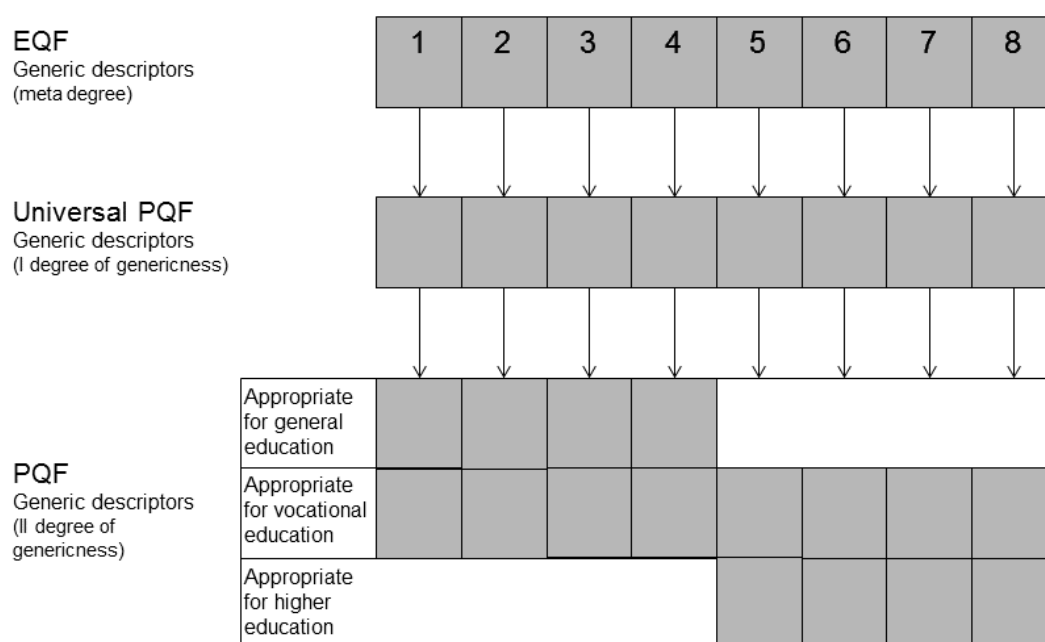 EQF
Generic descriptors
(meta degree)
1 2 3 4 5 6 7 8
Universal PQF
Generic descriptors
(I degree of genericness)
PQF
Generic descriptors
(II degree of
genericness)
Appropriate
for general
education
Appropriate
for vocational
education
Appropriate
for higher
education